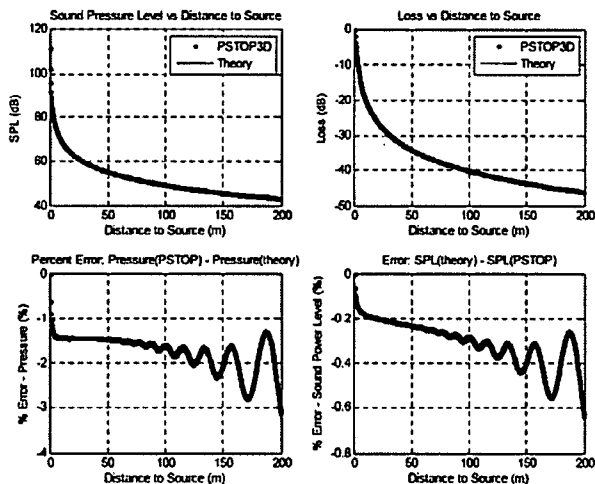 Sound Pressure Level vs Distance to Source
120
100
80
60
40
SPL (dB)
PSTOP3D
Theory
0 50 100 150 200
Distance to Source (m)
Loss vs Distance to Source
0
-10
-20
-30
-40
-50
Loss (dB)
PSTOP3D
Theory
0 50 100 150 200
Distance to Source (m)
Percent Error: Pressure(PSTOP) - Pressure(theory)
0
-1
-2
-3
-4
% Error - Pressure (%)
0 50 100 150 200
Distance to Source (m)
Error: SPL(theory) - SPL(PSTOP)
0
-0.2
-0.4
-0.6
-0.8
% Error - Sound Power Level (%)
0 50 100 150 200
Distance to Source (m)